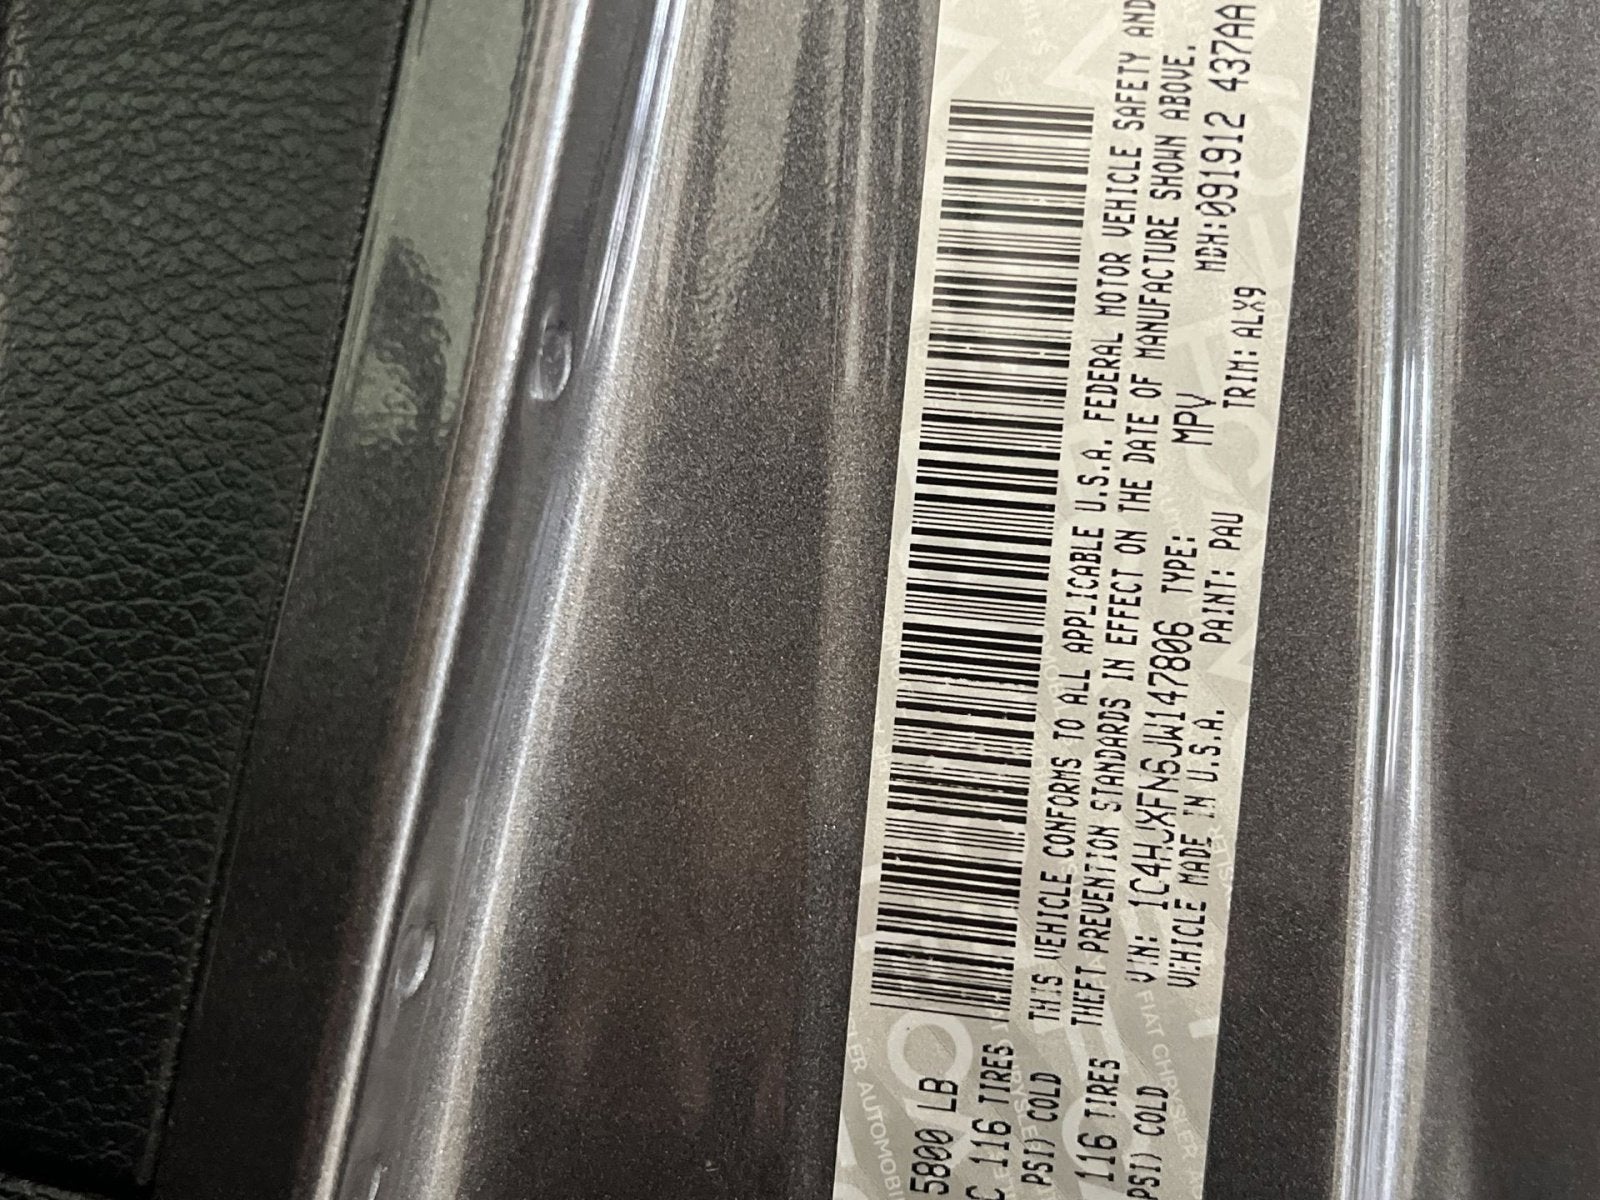 5800 LB
C 116 TIRES
PSI) COLD
116 TIRES
PSI) COLD
THIS VEHICLE CONFORMS TO ALL APPLICABLE U.S.A. FEDERAL MOTOR VEHICLE SAFETY AND
THEFT PREVENTION STANDARDS IN EFFECT ON THE DATE OF MANUFACTURE SHOWN ABOVE.
VIN: 1C4HJXFN6JW147806 TYPE: MPV
VEHICLE MADE IN U.S.A. PAINT: PAU TRIM: ALX9 MDH:091912 437AA